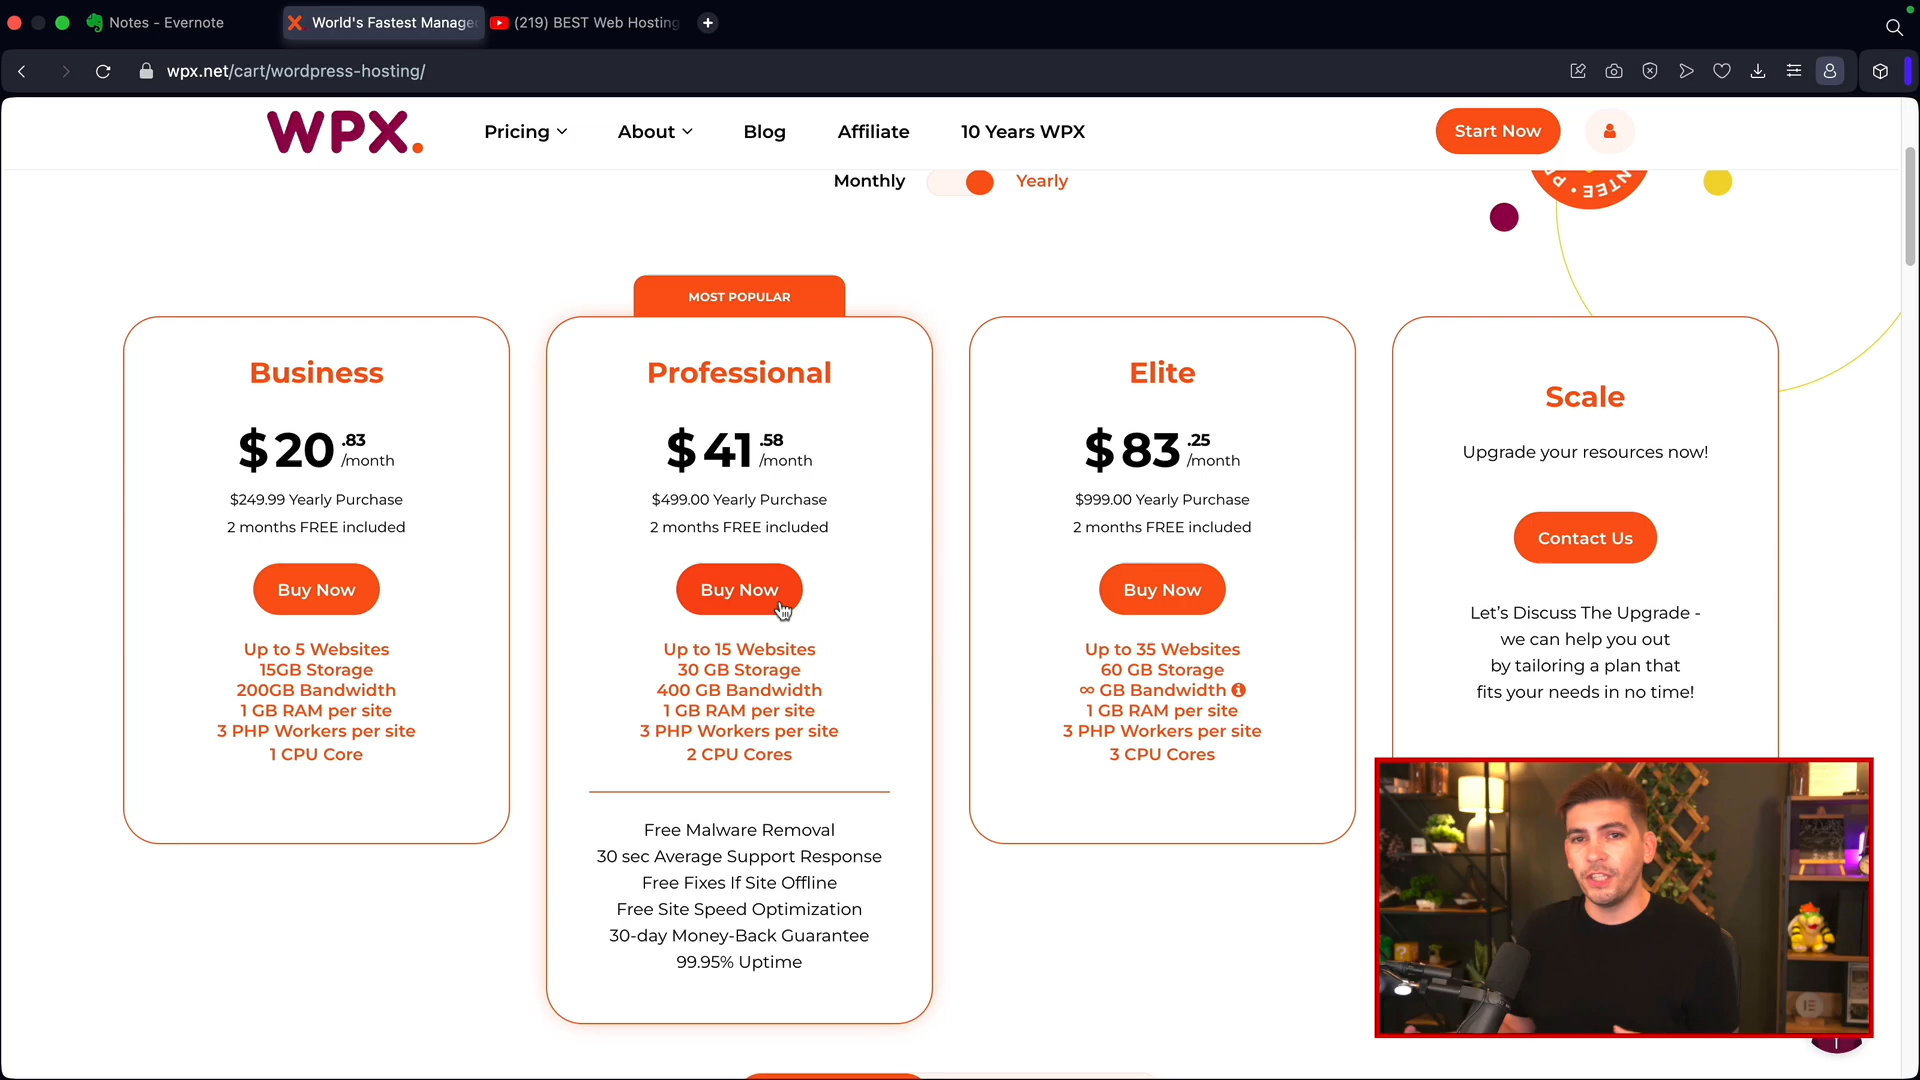 Notes - Evernote
World's Fastest Manage
(219) BEST Web Hosting
wpx.net/cart/wordpress-hosting/
WPX.
Pricing
About
Blog
Affiliate
10 Years WPX
Start Now
Monthly
Yearly
MOST POPULAR
Business
$20.83
/month
$249.99 Yearly Purchase
2 months FREE included
Buy Now
Up to 5 Websites
15GB Storage
200GB Bandwidth
1 GB RAM per site
3 PHP Workers per site
1 CPU Core
Professional
$41.58
/month
$499.00 Yearly Purchase
2 months FREE included
Buy Now
Up to 15 Websites
30 GB Storage
400 GB Bandwidth
1 GB RAM per site
3 PHP Workers per site
2 CPU Cores
Free Malware Removal
30 sec Average Support Response
Free Fixes If Site Offline
Free Site Speed Optimization
30-day Money-Back Guarantee
99.95% Uptime
Elite
$83.25
/month
$999.00 Yearly Purchase
2 months FREE included
Buy Now
Up to 35 Websites
60 GB Storage
∞ GB Bandwidth
1 GB RAM per site
3 PHP Workers per site
3 CPU Cores
Scale
Upgrade your resources now!
Contact Us
Let's Discuss The Upgrade -
we can help you out
by tailoring a plan that
fits your needs in no time!